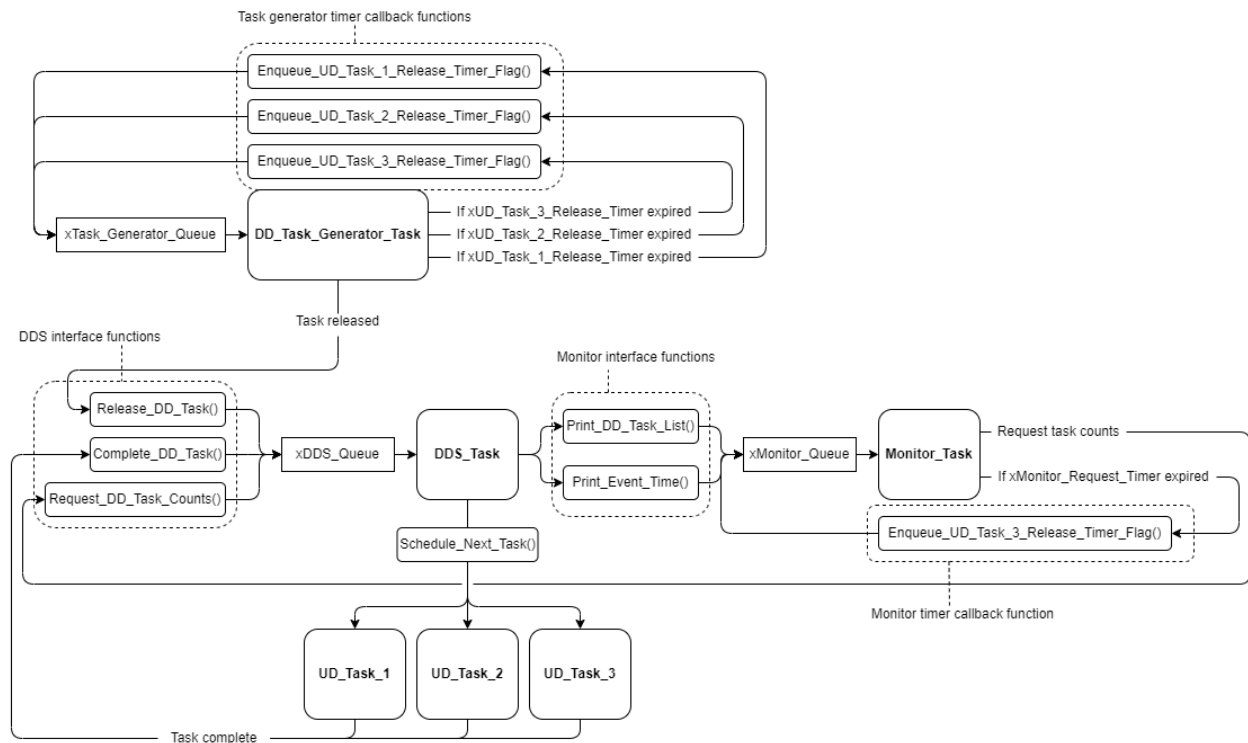 Task generator timer callback functions
Enqueue_UD_Task_1_Release_Timer_Flag()
Enqueue_UD_Task_2_Release_Timer_Flag()
Enqueue_UD_Task_3_Release_Timer_Flag()
xTask_Generator_Queue
DD_Task_Generator_Task
If xUD_Task_3_Release_Timer expired
If xUD_Task_2_Release_Timer expired
If xUD_Task_1_Release_Timer expired
Task released
DDS interface functions
Release_DD_Task()
Complete_DD_Task()
Request_DD_Task_Counts()
xDDS_Queue
DDS_Task
Monitor interface functions
Print_DD_Task_List()
Print_Event_Time()
xMonitor_Queue
Monitor_Task
Request task counts
If xMonitor_Request_Timer expired
Enqueue_UD_Task_3_Release_Timer_Flag()
Monitor timer callback function
Schedule_Next_Task()
UD_Task_1
UD_Task_2
UD_Task_3
Task complete